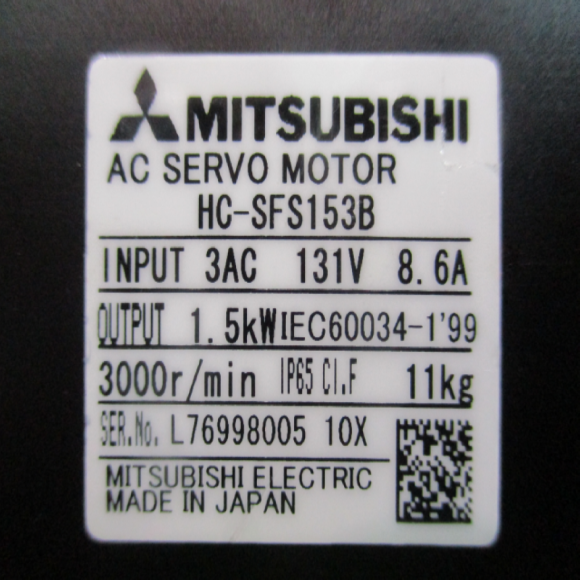 MITSUBISHI
AC SERVO MOTOR
HC-SFS153B
INPUT 3AC 131V 8.6A
OUTPUT 1.5kW IEC60034-1'99
3000r/min IP65 CI.F 11kg
SER.No. L76998005 10X
MITSUBISHI ELECTRIC
MADE IN JAPAN